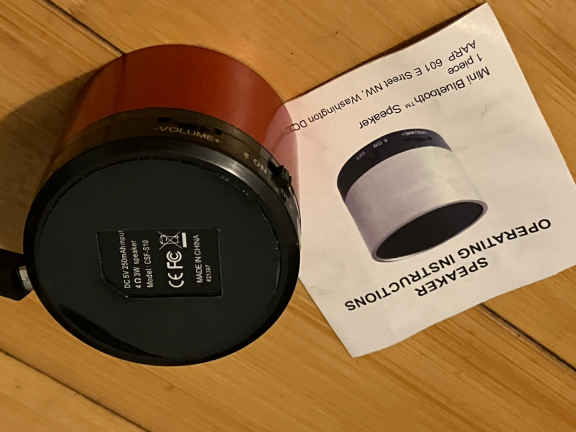 -VOLUME+
DC 5V 250mAh input
4 Ω 3W speaker
Model: CSF-S10
CE FC
MADE IN CHINA
SPEAKER
OPERATING INSTRUCTIONS
Mini Bluetooth™ Speaker
1 piece
AARP 601 E Street NW, Washington DC